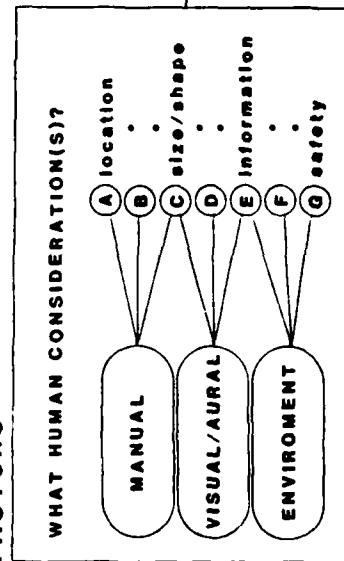 WHAT HUMAN CONSIDERATION(S)?
MANUAL
VISUAL/AURAL
ENVIROMENT
A location
B
C size/shape
D
E information
F
G safety